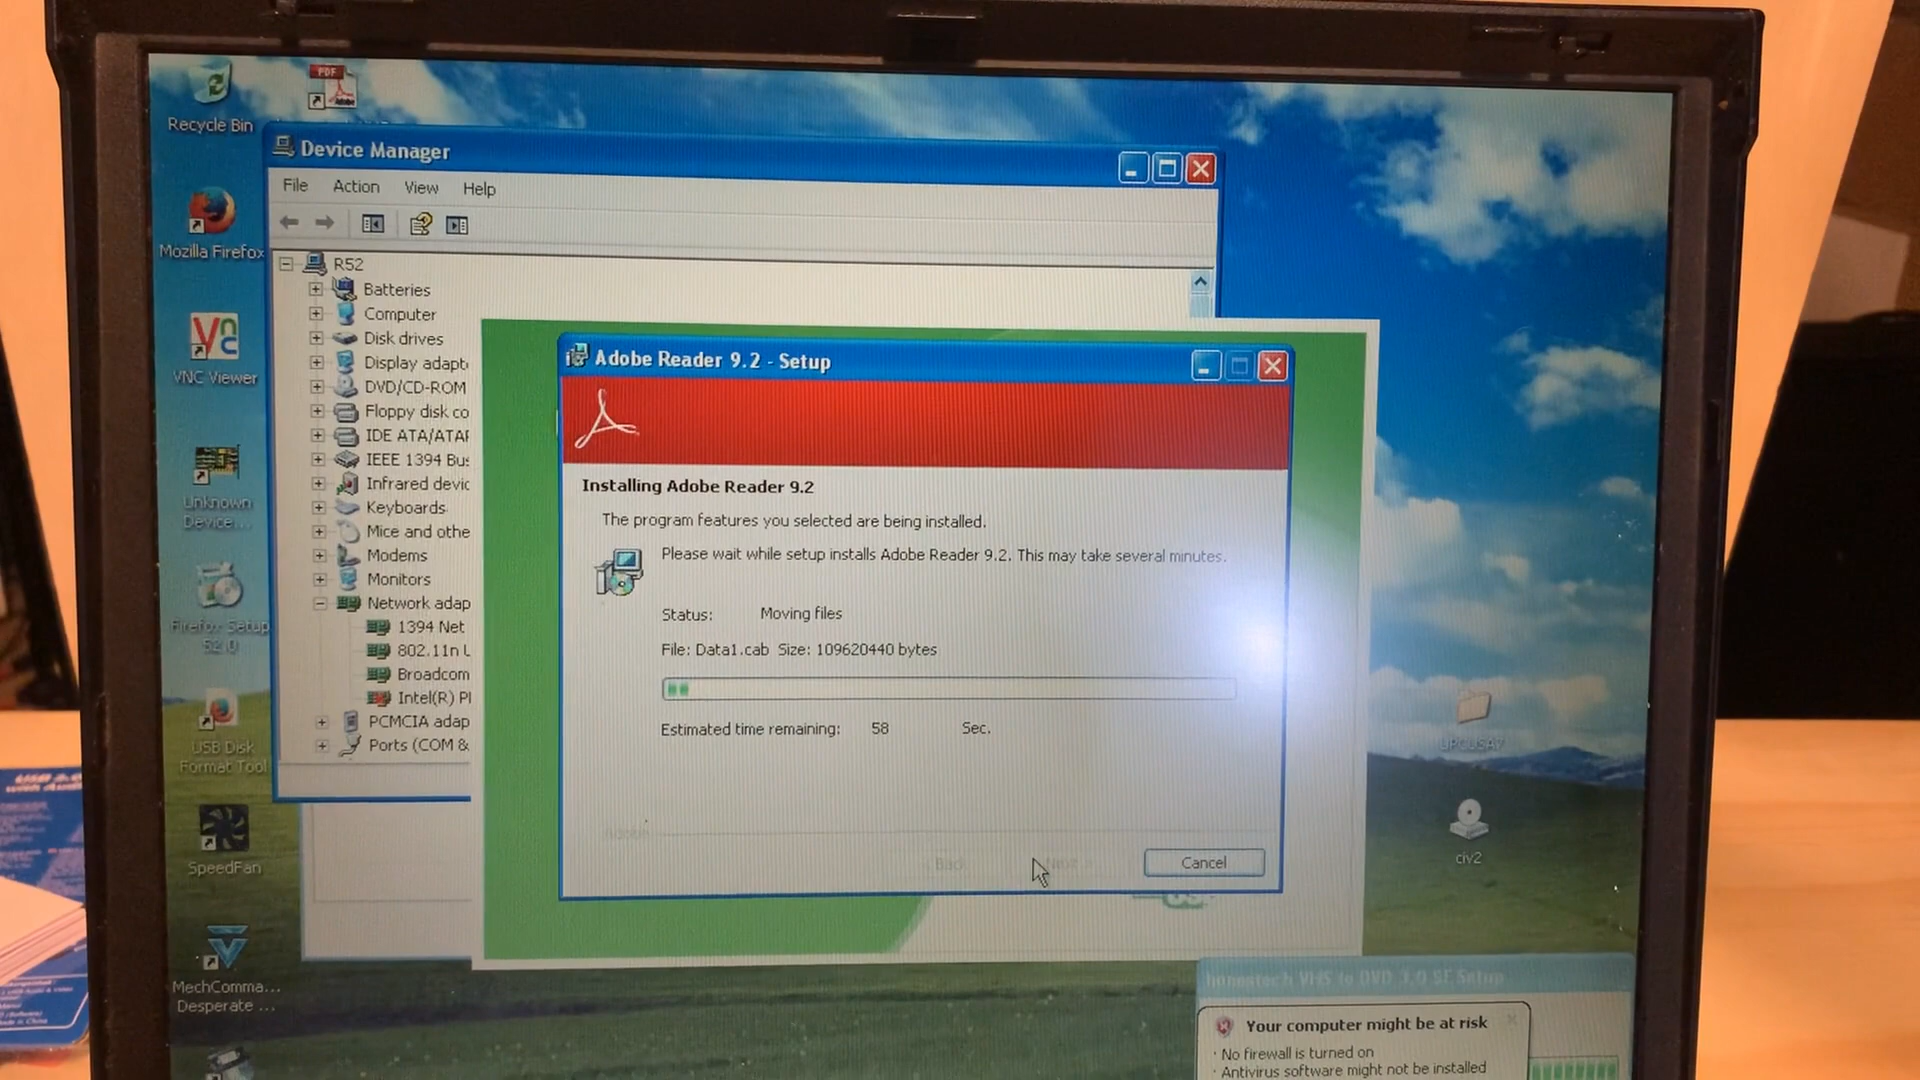 Recycle Bin
PDF
Adobe
Mozilla Firefox
VNC Viewer
Unknown
Device...
Firefox Setup
52.0
USB Disk
Format Tool
SpeedFan
MechComma...
Desperate ...
Device Manager
File Action View Help
R52
Batteries
Computer
Disk drives
Display adapt
DVD/CD-ROM
Floppy disk co
IDE ATA/ATAP
IEEE 1394 Bus
Infrared devic
Keyboards
Mice and othe
Modems
Monitors
Network adap
1394 Net
802.11n U
Broadcom
Intel(R) P
PCMCIA adap
Ports (COM &
Adobe Reader 9.2 - Setup
Installing Adobe Reader 9.2
The program features you selected are being installed.
Please wait while setup installs Adobe Reader 9.2. This may take several minutes.
Status: Moving files
File: Data1.cab Size: 109620440 bytes
Estimated time remaining: 58 Sec.
Adobe
< Back
Next >
Cancel
civ2
honestech VHS to DVD 3.0 SE Setup
Your computer might be at risk
· No firewall is turned on
· Antivirus software might not be installed